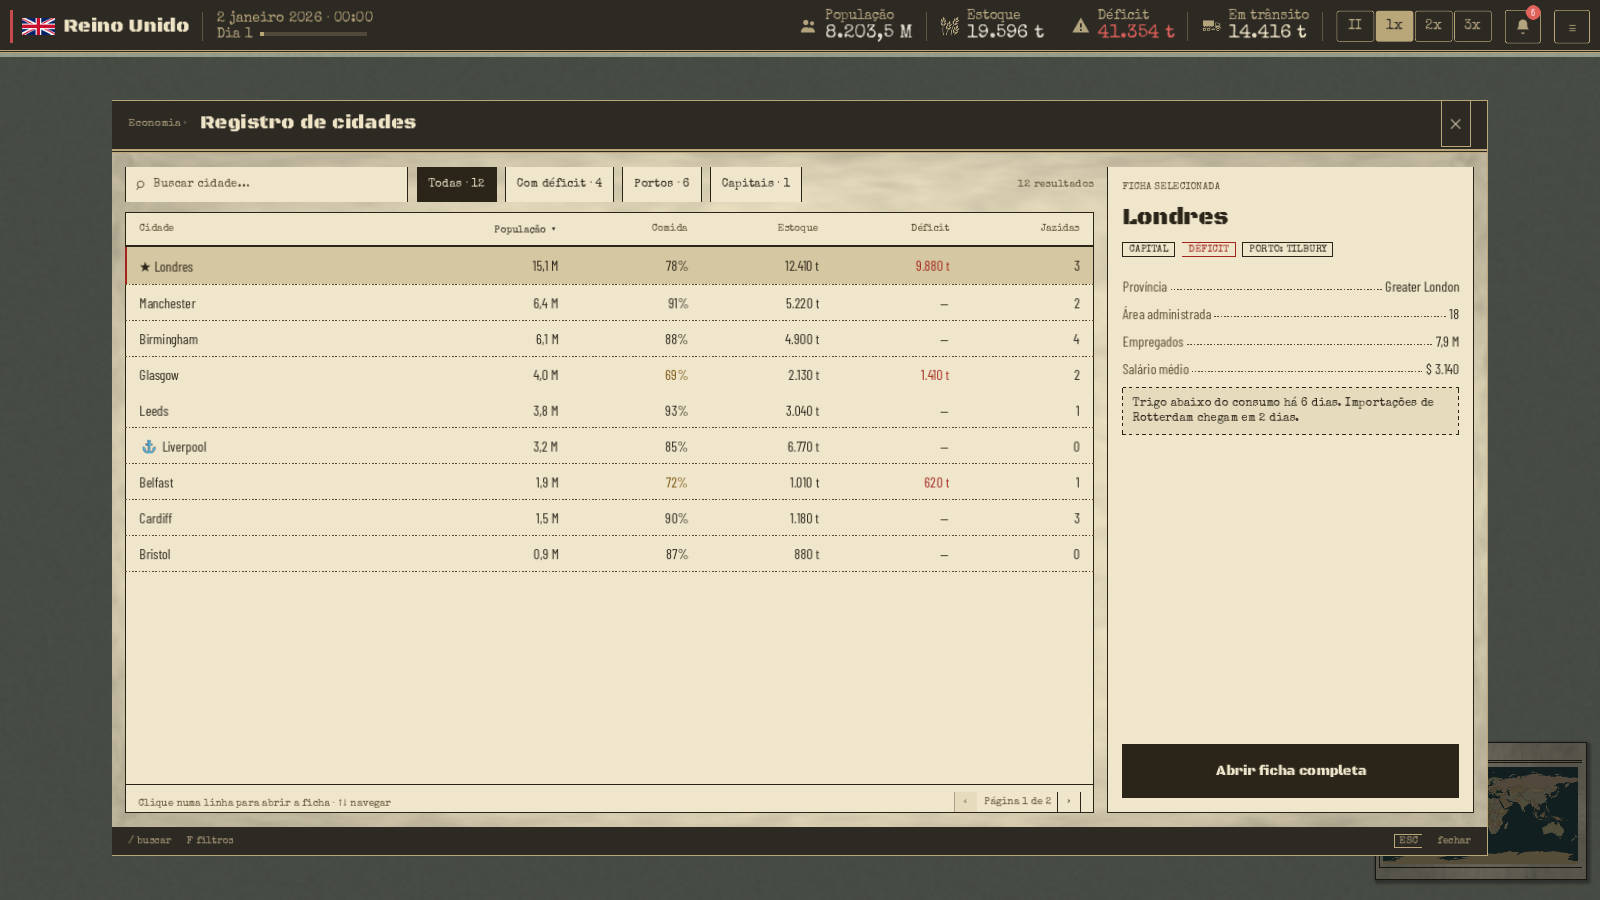 Reino Unido
2 janeiro 2026 · 00:00
Dia 1
População
8.203,5 M
Estoque
19.596 t
Déficit
41.354 t
Em trânsito
14.416 t
II 1x 2x 3x
6
Economia ·
Registro de cidades
Buscar cidade...
Todas · 12
Com déficit · 4
Portos · 6
Capitais · 1
12 resultados
Cidade População ▾ Comida Estoque Déficit Jazidas
★ Londres 15,1 M 78% 12.410 t 9.880 t 3
Manchester 6,4 M 91% 5.220 t — 2
Birmingham 6,1 M 88% 4.900 t — 4
Glasgow 4,0 M 69% 2.130 t 1.410 t 2
Leeds 3,8 M 93% 3.040 t — 1
⚓ Liverpool 3,2 M 85% 6.770 t — 0
Belfast 1,9 M 72% 1.010 t 620 t 1
Cardiff 1,5 M 90% 1.180 t — 3
Bristol 0,9 M 87% 880 t — 0
Clique numa linha para abrir a ficha · ↑↓ navegar
‹ Página 1 de 2 ›
FICHA SELECIONADA
Londres
CAPITAL
DÉFICIT
PORTO: TILBURY
Província Greater London
Área administrada 18
Empregados 7,9 M
Salário médio $ 3.140
Trigo abaixo do consumo há 6 dias. Importações de
Rotterdam chegam em 2 dias.
Abrir ficha completa
/ buscar F filtros
ESC fechar